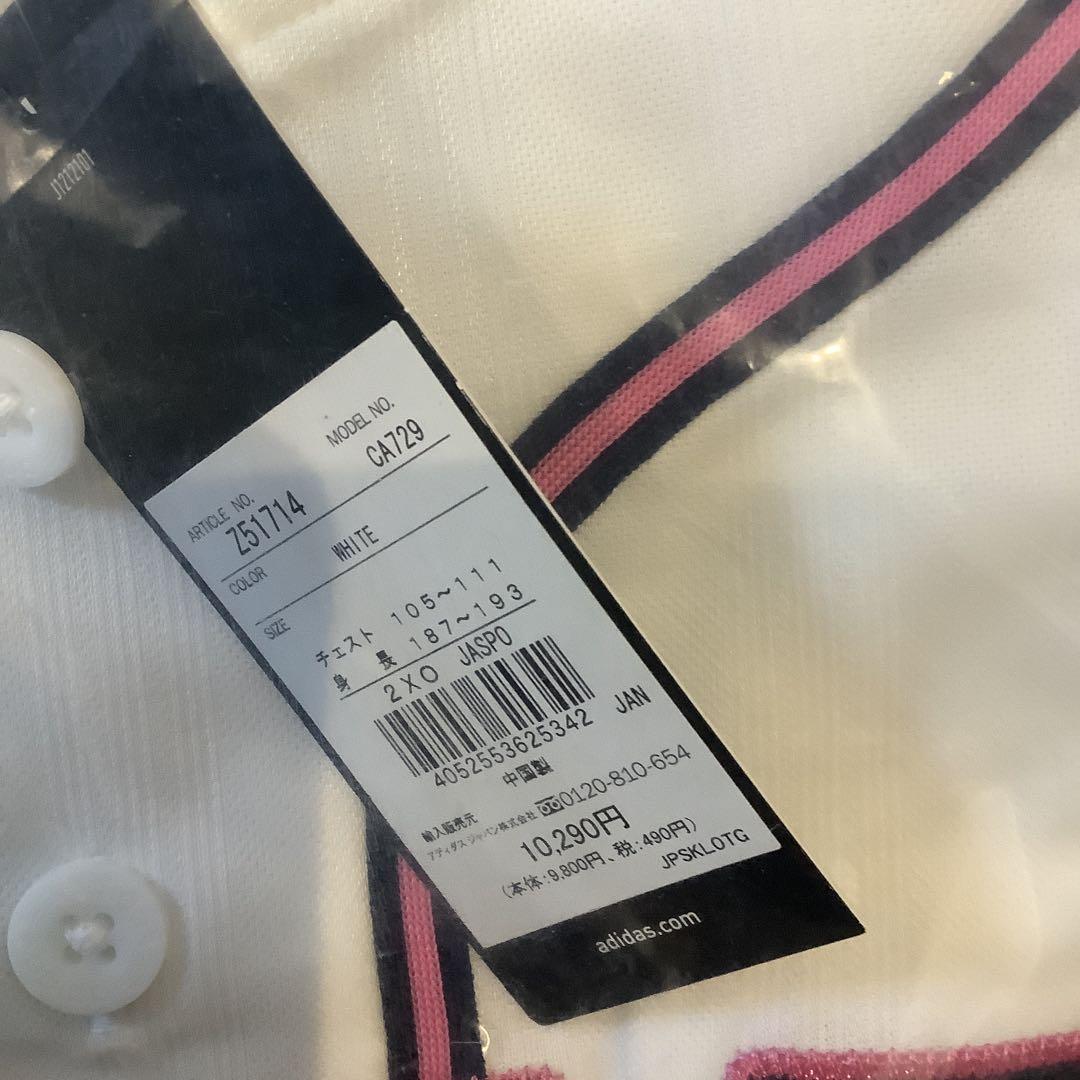 J1212101
ARTICLE NO. MODEL NO.
Z51714 CA729
COLOR WHITE
SIZE
チェスト 105~111
身 長 187~193
2XO JASPO
4052553625342 JAN
中国製
輸入販売元
アディダス ジャパン株式会社 0120-810-654
10,290円
(本体:9,800円、税:490円)
JPSKLOTG
adidas.com